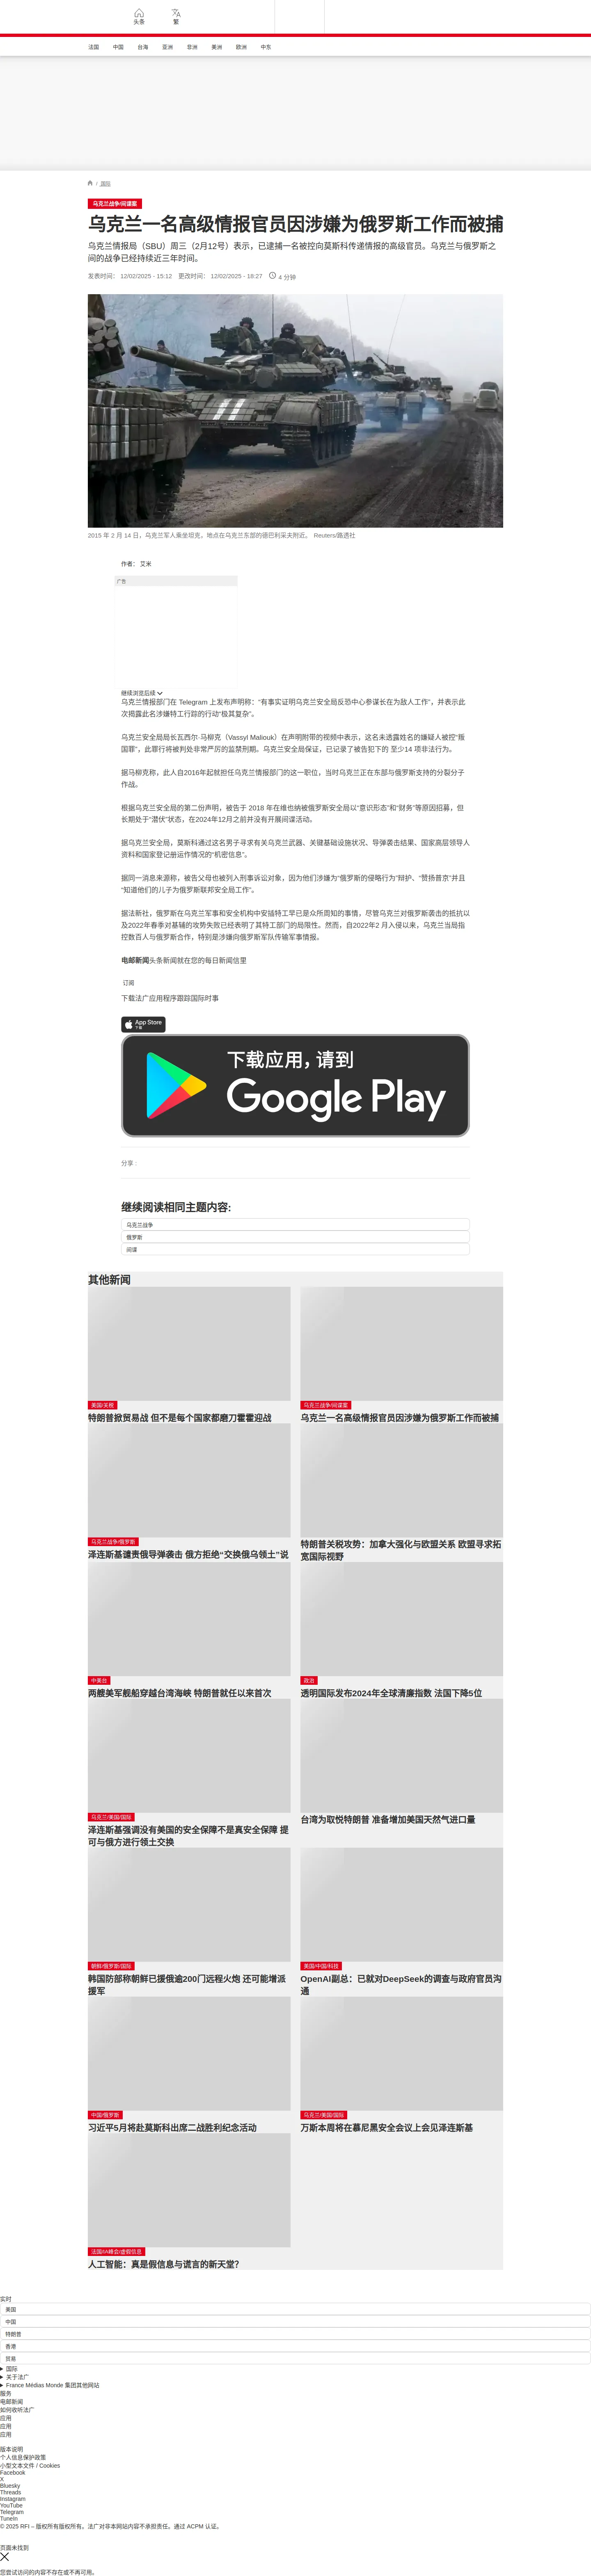 头条
繁
法国 中国 台海 亚洲 非洲 美洲 欧洲 中东
/ 国际
乌克兰战争/间谍案
乌克兰一名高级情报官员因涉嫌为俄罗斯工作而被捕
乌克兰情报局（SBU）周三（2月12号）表示，已逮捕一名被控向莫斯科传递情报的高级官员。乌克兰与俄罗斯之
间的战争已经持续近三年时间。
发表时间： 12/02/2025 - 15:12 更改时间： 12/02/2025 - 18:27 4 分钟
2015 年 2 月 14 日，乌克兰军人乘坐坦克，地点在乌克兰东部的德巴利采夫附近。 Reuters/路透社
作者： 艾米
广告
继续浏览后续
乌克兰情报部门在 Telegram 上发布声明称：“有事实证明乌克兰安全局反恐中心参谋长在为敌人工作”，并表示此
次揭露此名涉嫌特工行踪的行动“极其复杂”。
乌克兰安全局局长瓦西尔·马柳克（Vassyl Maliouk）在声明附带的视频中表示，这名未透露姓名的嫌疑人被控“叛
国罪”，此罪行将被判处非常严厉的监禁刑期。乌克兰安全局保证，已记录了被告犯下的 至少14 项非法行为。
据马柳克称，此人自2016年起就担任乌克兰情报部门的这一职位，当时乌克兰正在东部与俄罗斯支持的分裂分子
作战。
根据乌克兰安全局的第二份声明，被告于 2018 年在维也纳被俄罗斯安全局以“意识形态”和“财务”等原因招募，但
长期处于“潜伏”状态，在2024年12月之前并没有开展间谍活动。
据乌克兰安全局，莫斯科通过这名男子寻求有关乌克兰武器、关键基础设施状况、导弹袭击结果、国家高层领导人
资料和国家登记册运作情况的“机密信息”。
据同一消息来源称，被告父母也被列入刑事诉讼对象，因为他们涉嫌为“俄罗斯的侵略行为”辩护、“赞扬普京”并且
“知道他们的儿子为俄罗斯联邦安全局工作”。
据法新社，俄罗斯在乌克兰军事和安全机构中安插特工早已是众所周知的事情，尽管乌克兰对俄罗斯袭击的抵抗以
及2022年春季对基辅的攻势失败已经表明了其特工部门的局限性。然而，自2022年2 月入侵以来，乌克兰当局指
控数百人与俄罗斯合作，特别是涉嫌向俄罗斯军队传输军事情报。
电邮新闻头条新闻就在您的每日新闻信里
订阅
下载法广应用程序跟踪国际时事
App Store
下载
下载应用，请到
Google Play
分享 :
继续阅读相同主题内容:
乌克兰战争
俄罗斯
间谍
其他新闻
美国/关税
特朗普掀贸易战 但不是每个国家都磨刀霍霍迎战
乌克兰战争/间谍案
乌克兰一名高级情报官员因涉嫌为俄罗斯工作而被捕
乌克兰战争/俄罗斯
泽连斯基谴责俄导弹袭击 俄方拒绝“交换俄乌领土”说
特朗普关税攻势：加拿大强化与欧盟关系 欧盟寻求拓
宽国际视野
中美台
两艘美军舰船穿越台湾海峡 特朗普就任以来首次
政治
透明国际发布2024年全球清廉指数 法国下降5位
乌克兰/美国/国际
泽连斯基强调没有美国的安全保障不是真安全保障 提
可与俄方进行领土交换
台湾为取悦特朗普 准备增加美国天然气进口量
朝鲜/俄罗斯/国际
韩国防部称朝鲜已援俄逾200门远程火炮 还可能增派
援军
美国/中国/科技
OpenAI副总：已就对DeepSeek的调查与政府官员沟
通
中国/俄罗斯
习近平5月将赴莫斯科出席二战胜利纪念活动
乌克兰/美国/国际
万斯本周将在慕尼黑安全会议上会见泽连斯基
法国/IA峰会/虚假信息
人工智能：真是假信息与谎言的新天堂？
实时
美国
中国
特朗普
香港
贸易
国际
关于法广
France Médias Monde 集团其他网站
服务
电邮新闻
如何收听法广
应用
应用
应用
版本说明
个人信息保护政策
小型文本文件 / Cookies
Facebook
X
Bluesky
Threads
Instagram
YouTube
Telegram
TuneIn
© 2025 RFI – 版权所有版权所有。法广对非本网站内容不承担责任。通过 ACPM 认证。
页面未找到
您尝试访问的内容不存在或不再可用。